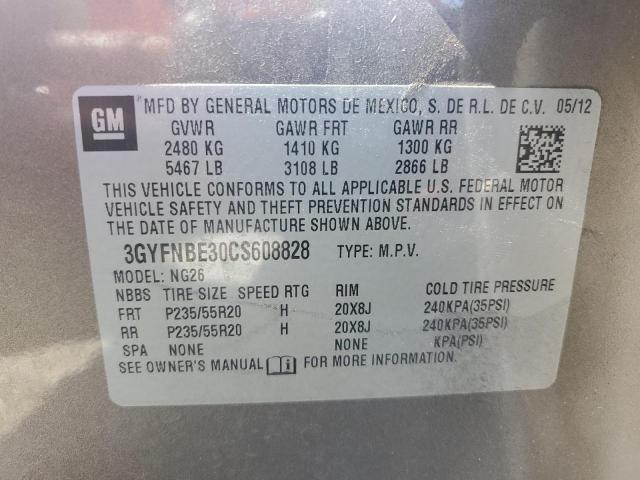 GM
MFD BY GENERAL MOTORS DE MEXICO, S. DE R.L. DE C.V. 05/12
GVWR GAWR FRT GAWR RR
2480 KG 1410 KG 1300 KG
5467 LB 3108 LB 2866 LB
THIS VEHICLE CONFORMS TO ALL APPLICABLE U.S. FEDERAL MOTOR
VEHICLE SAFETY AND THEFT PREVENTION STANDARDS IN EFFECT ON
THE DATE OF MANUFACTURE SHOWN ABOVE.
3GYFNBE30CS608828 TYPE: M.P.V.
MODEL: NG26
NBBS TIRE SIZE SPEED RTG RIM COLD TIRE PRESSURE
FRT P235/55R20 H 20X8J 240KPA(35PSI)
RR P235/55R20 H 20X8J 240KPA(35PSI)
SPA NONE NONE KPA(PSI)
SEE OWNER'S MANUAL FOR MORE INFORMATION.